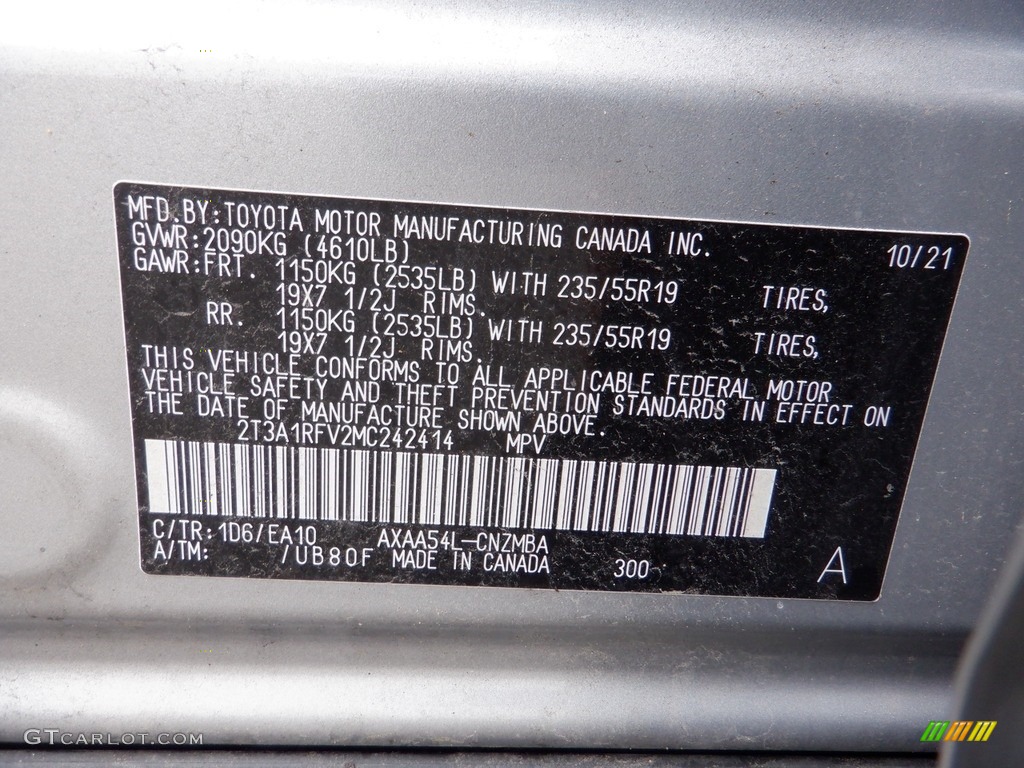 MFD.BY:TOYOTA MOTOR MANUFACTURING CANADA INC. 10/21
GVWR:2090KG (4610LB)
GAWR:FRT. 1150KG (2535LB) WITH 235/55R19 TIRES,
19X7 1/2J RIMS.
RR. 1150KG (2535LB) WITH 235/55R19 TIRES,
19X7 1/2J RIMS.
THIS VEHICLE CONFORMS TO ALL APPLICABLE FEDERAL MOTOR
VEHICLE SAFETY AND THEFT PREVENTION STANDARDS IN EFFECT ON
THE DATE OF MANUFACTURE SHOWN ABOVE.
2T3A1RFV2MC242414 MPV
C/TR:1D6/EA10 AXAA54L-CNZMBA
A/TM: /UB80F MADE IN CANADA 300 A
GTCARLOT.COM